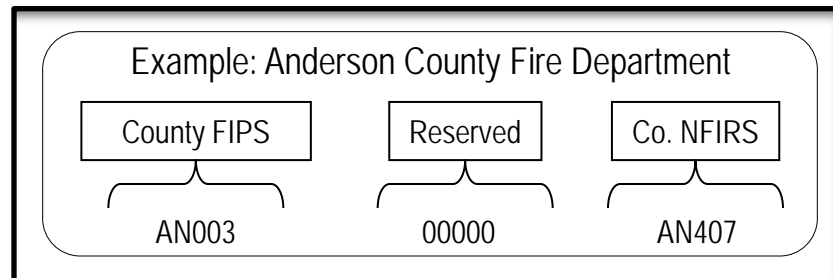 Example: Anderson County Fire Department
County FIPS Reserved Co. NFIRS
AN003 00000 AN407